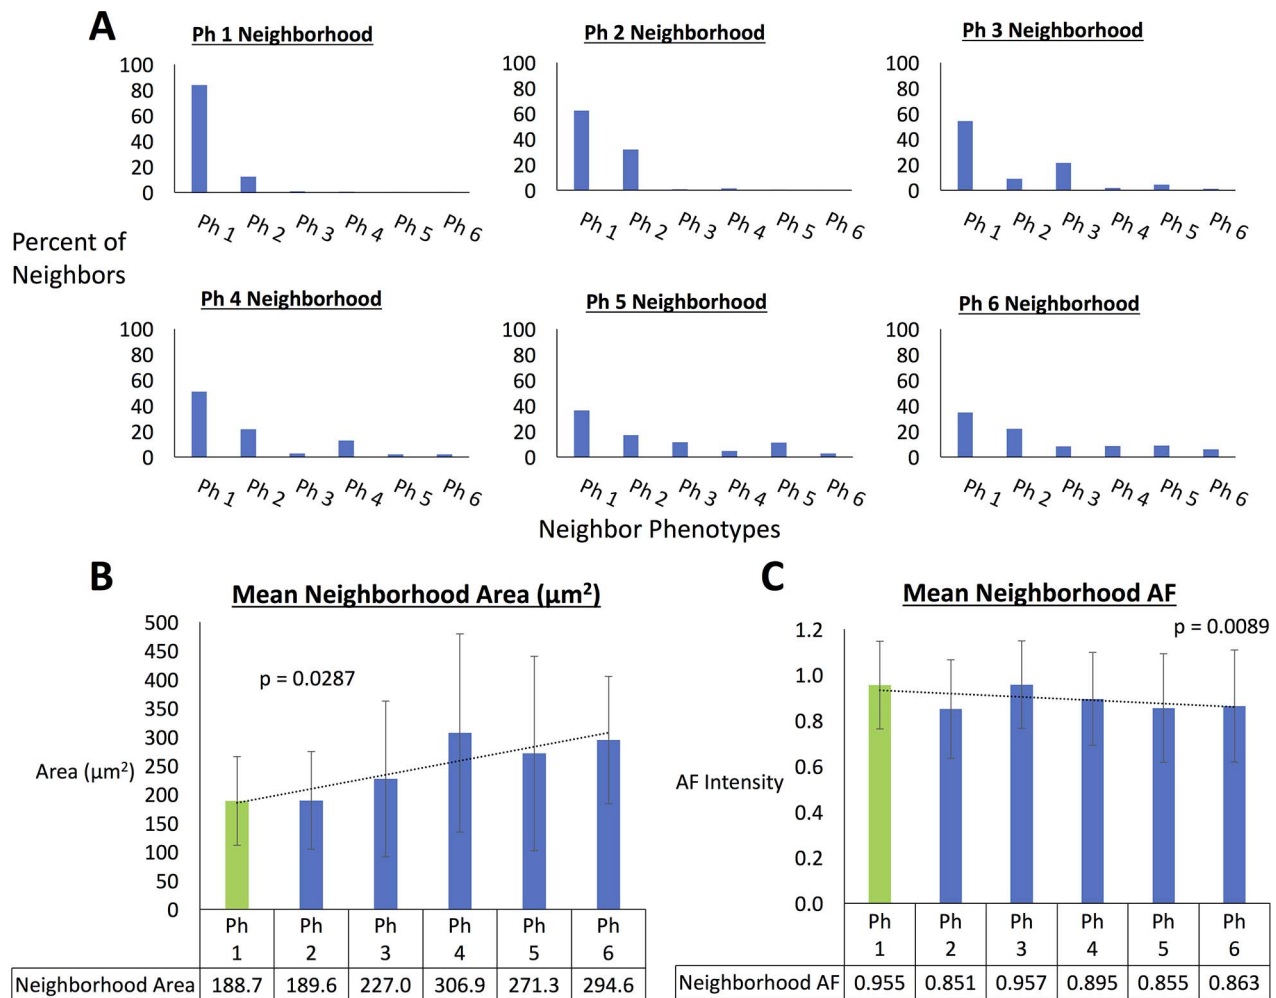 A
Ph 1 Neighborhood
Ph 2 Neighborhood
Ph 3 Neighborhood
100
80
60
40
20
0
Ph 1 Ph 2 Ph 3 Ph 4 Ph 5 Ph 6
100
80
60
40
20
0
Ph 1 Ph 2 Ph 3 Ph 4 Ph 5 Ph 6
100
80
60
40
20
0
Ph 1 Ph 2 Ph 3 Ph 4 Ph 5 Ph 6
Percent of
Neighbors
Ph 4 Neighborhood
Ph 5 Neighborhood
Ph 6 Neighborhood
100
80
60
40
20
0
Ph 1 Ph 2 Ph 3 Ph 4 Ph 5 Ph 6
100
80
60
40
20
0
Ph 1 Ph 2 Ph 3 Ph 4 Ph 5 Ph 6
100
80
60
40
20
0
Ph 1 Ph 2 Ph 3 Ph 4 Ph 5 Ph 6
Neighbor Phenotypes
B
Mean Neighborhood Area (μm²)
500
450
400
350
300
250
200
150
100
50
0
p = 0.0287
Area (μm²)
Ph Ph Ph Ph Ph Ph
1 2 3 4 5 6
Neighborhood Area 188.7 189.6 227.0 306.9 271.3 294.6
C
Mean Neighborhood AF
p = 0.0089
1.2
1.0
0.8
0.6
0.4
0.2
0.0
AF Intensity
Ph Ph Ph Ph Ph Ph
1 2 3 4 5 6
Neighborhood AF 0.955 0.851 0.957 0.895 0.855 0.863